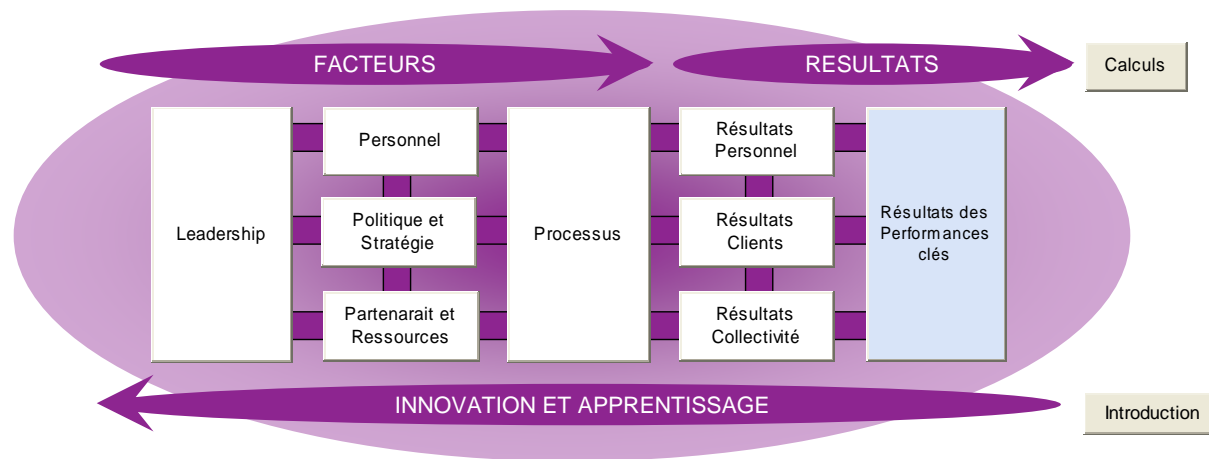 FACTEURS
RESULTATS
Calculs
Leadership
Personnel
Politique et
Stratégie
Partenarait et
Ressources
Processus
Résultats
Personnel
Résultats
Clients
Résultats
Collectivité
Résultats des
Performances
clés
INNOVATION ET APPRENTISSAGE
Introduction